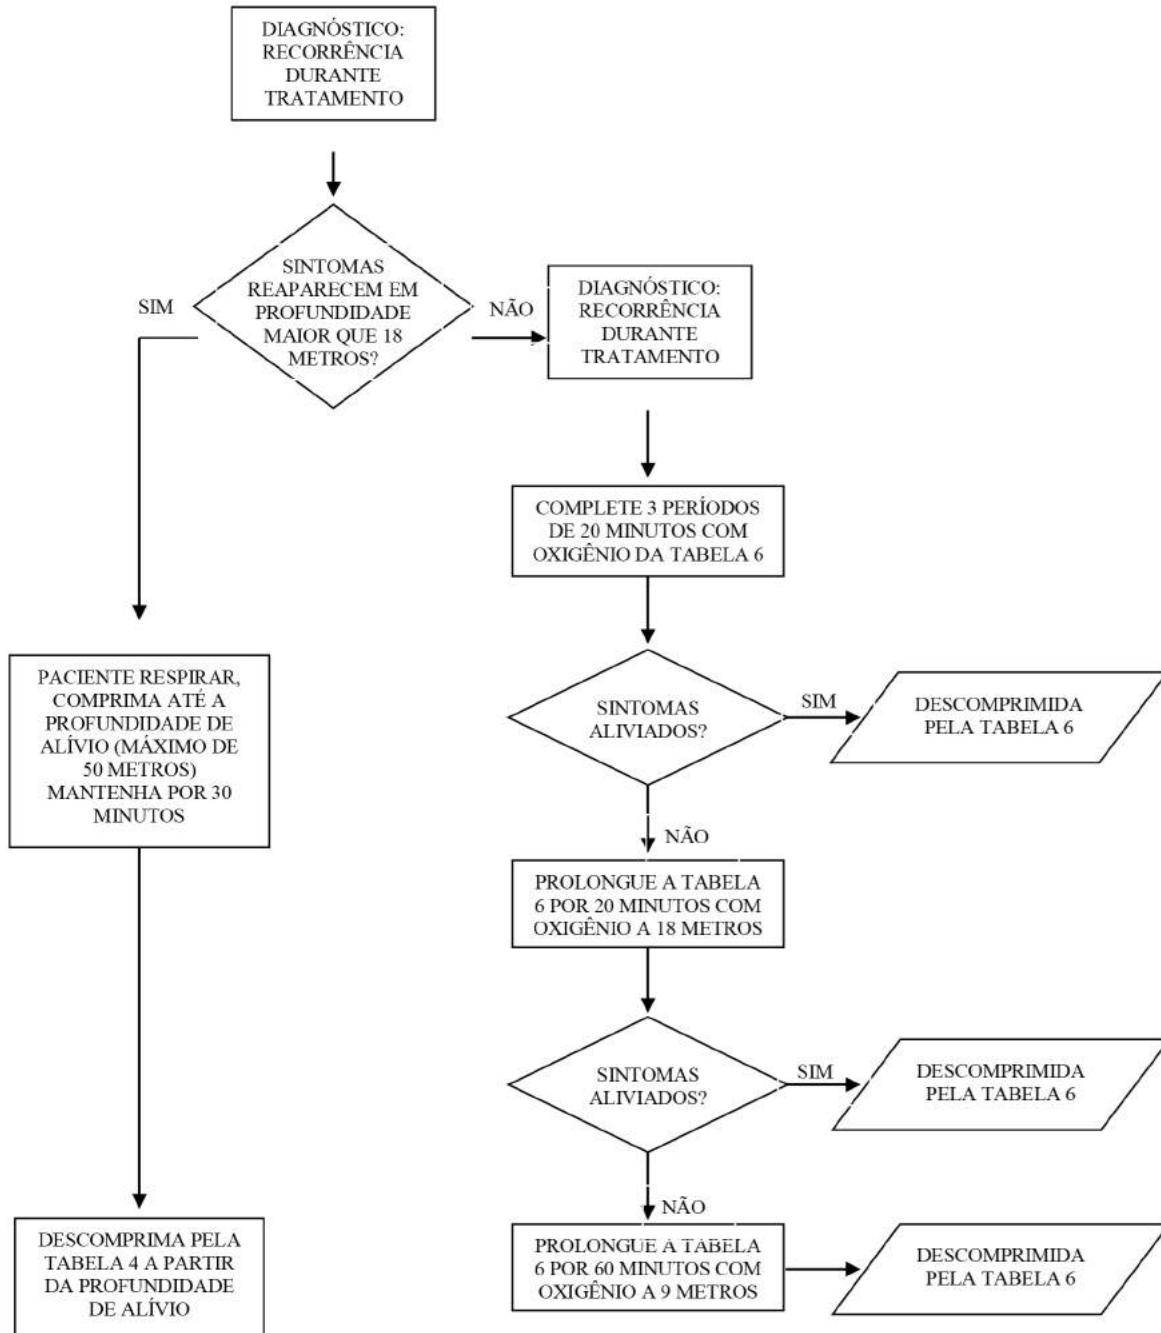 DIAGNÓSTICO:
RECORRÊNCIA
DURANTE
TRATAMENTO
SINTOMAS
REAPARECEM EM
PROFUNDIDADE
MAIOR QUE 18
METROS?
SIM
NÃO
DIAGNÓSTICO:
RECORRÊNCIA
DURANTE
TRATAMENTO
COMPLETE 3 PERÍODOS
DE 20 MINUTOS COM
OXIGÊNIO DA TABELA 6
PACIENTE RESPIRAR,
COMPRIMA ATÉ A
PROFUNDIDADE DE
ALÍVIO (MÁXIMO DE
50 METROS)
MANTENHA POR 30
MINUTOS
SINTOMAS
ALIVIADOS?
SIM
DESCOMPRIMIDA
PELA TABELA 6
NÃO
PROLONGUE A TABELA
6 POR 20 MINUTOS COM
OXIGÊNIO A 18 METROS
SINTOMAS
ALIVIADOS?
SIM
DESCOMPRIMIDA
PELA TABELA 6
NÃO
DESCOMPRIMA PELA
TABELA 4 A PARTIR
DA PROFUNDIDADE
DE ALÍVIO
PROLONGUE A TABELA
6 POR 60 MINUTOS COM
OXIGÊNIO A 9 METROS
DESCOMPRIMIDA
PELA TABELA 6